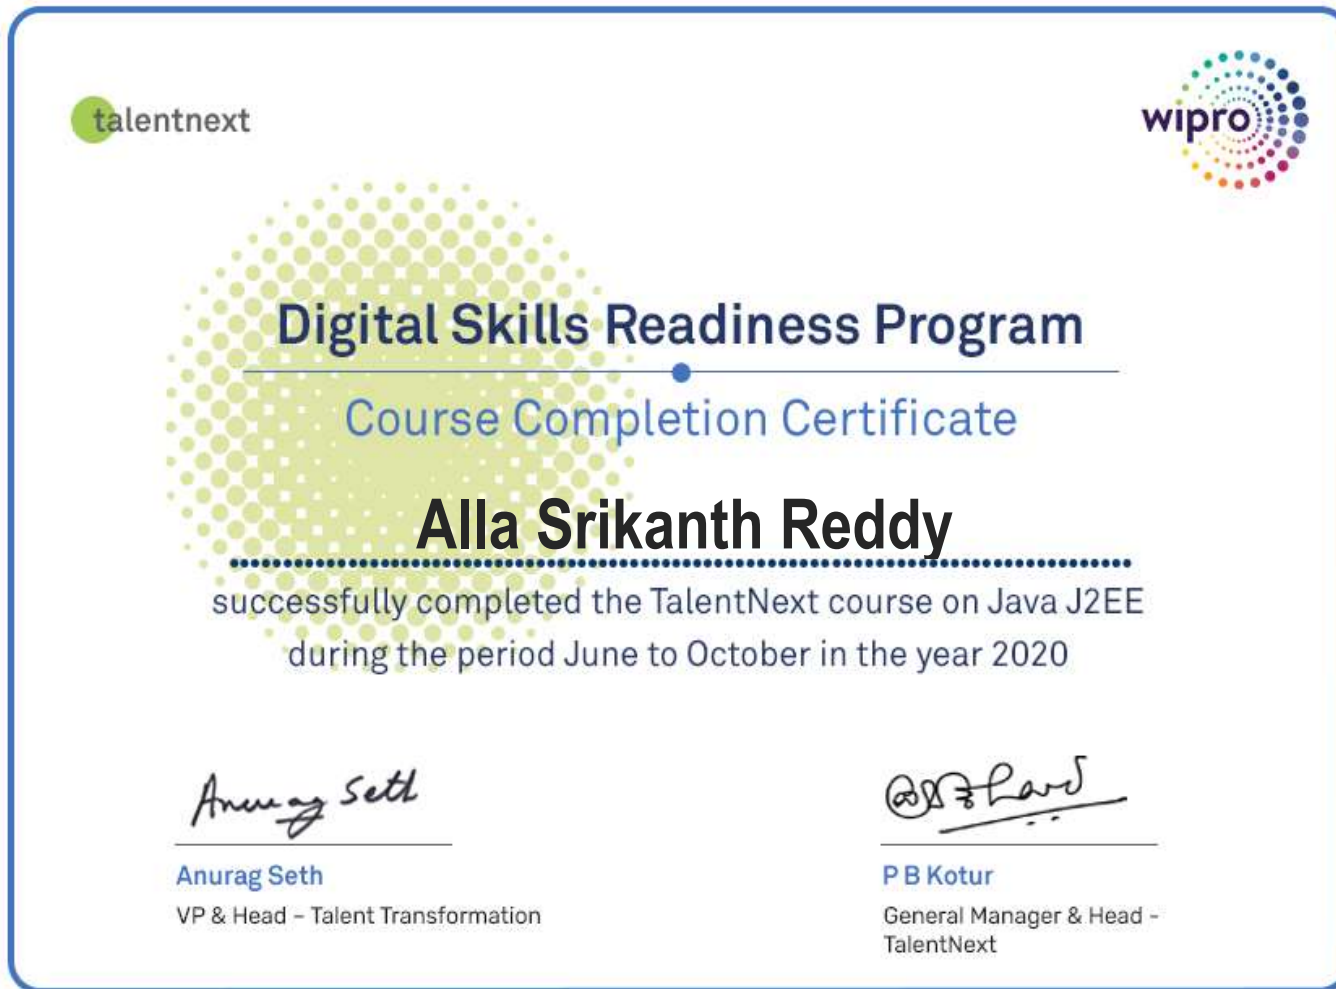 talentnext
wipro
Digital Skills Readiness Program
Course Completion Certificate
Alla Srikanth Reddy
successfully completed the TalentNext course on Java J2EE
during the period June to October in the year 2020
Anurag Seth
Anurag Seth
P B Kotur
VP & Head – Talent Transformation
General Manager & Head -
TalentNext